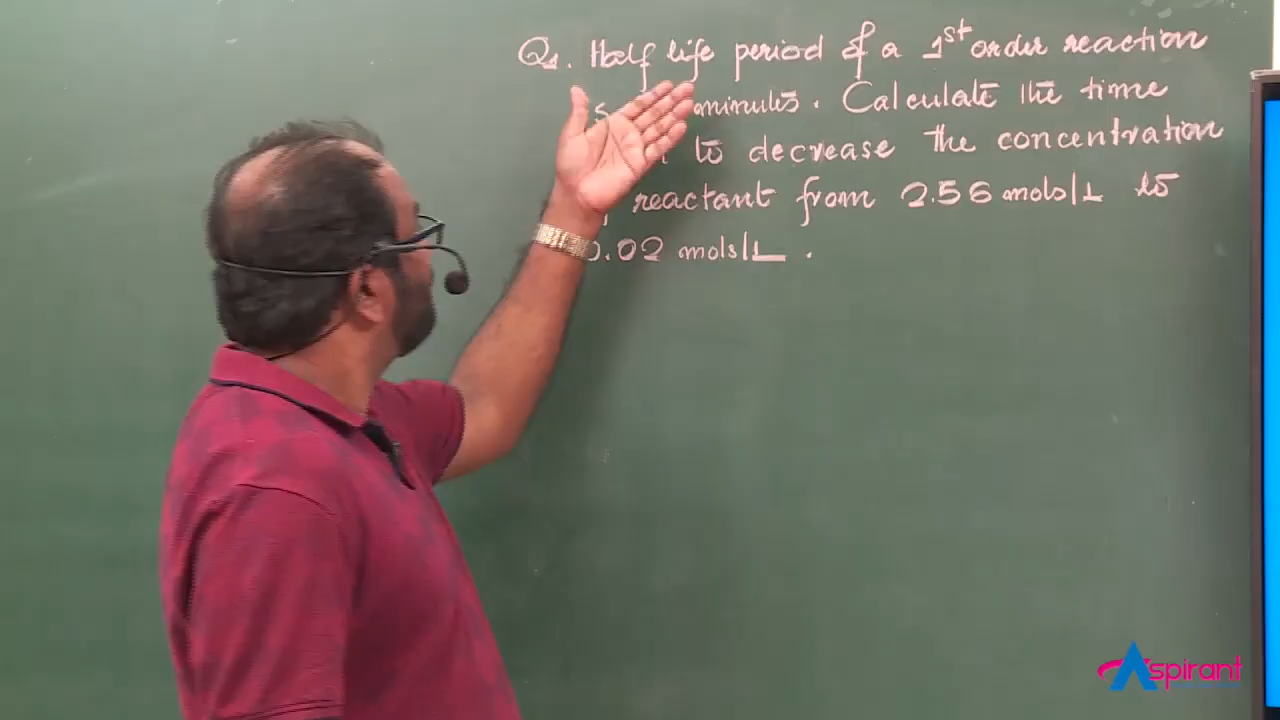 Q1. Half life period of a 1st order reaction
minutes. Calculate the time
to decrease the concentration
reactant from 2.56 mols/L to
0.02 mols/L.
Aspirant